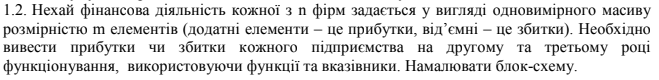 1.2. Нехай фінансова діяльність кожної з n фірм задається у вигляді одновимірного масиву
розмірністю m елементів (додатні елементи – це прибутки, від’ємні – це збитки). Необхідно
вивести прибутки чи збитки кожного підприємства на другому та третьому році
функціонування, використовуючи функції та вказівники. Намалювати блок-схему.